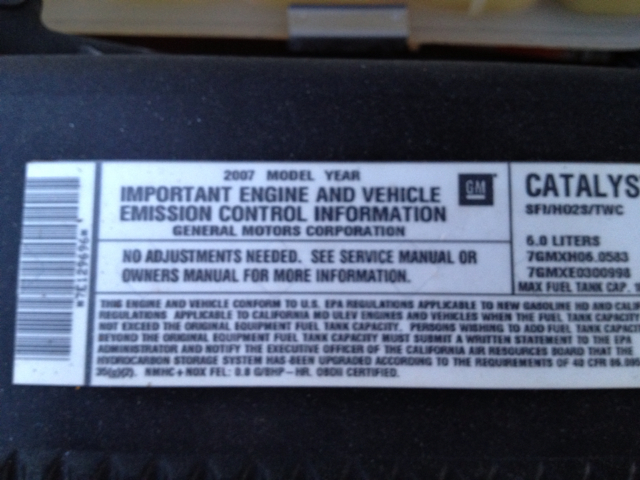 2007 MODEL YEAR
IMPORTANT ENGINE AND VEHICLE
EMISSION CONTROL INFORMATION
GENERAL MOTORS CORPORATION
GM
NO ADJUSTMENTS NEEDED. SEE SERVICE MANUAL OR
OWNERS MANUAL FOR MORE INFORMATION.
CATALYS
SFI/HO2S/TWC
6.0 LITERS
7GMXH06.0583
7GMXE0300998
MAX FUEL TANK CAP.
THIS ENGINE AND VEHICLE CONFORM TO U.S. EPA REGULATIONS APPLICABLE TO NEW GASOLINE HD AND
REGULATIONS APPLICABLE TO CALIFORNIA MD ULEV ENGINES AND VEHICLES WHEN THE FUEL TANK CAPACITY
NOT EXCEED THE ORIGINAL EQUIPMENT FUEL TANK CAPACITY. PERSONS WISHING TO ADD FUEL TANK
BEYOND THE ORIGINAL EQUIPMENT FUEL TANK CAPACITY MUST SUBMIT A WRITTEN STATEMENT TO THE EPA
ADMINISTRATOR AND NOTIFY THE EXECUTIVE OFFICER OF THE CALIFORNIA AIR RESOURCES BOARD THAT THE
HYDROCARBON STORAGE SYSTEM HAS BEEN UPGRADED ACCORDING TO THE REQUIREMENTS OF 40 CFR
NMHC+NOX FEL: 0.8 G/BHP-HR. OBDII CERTIFIED.
*7E129696*